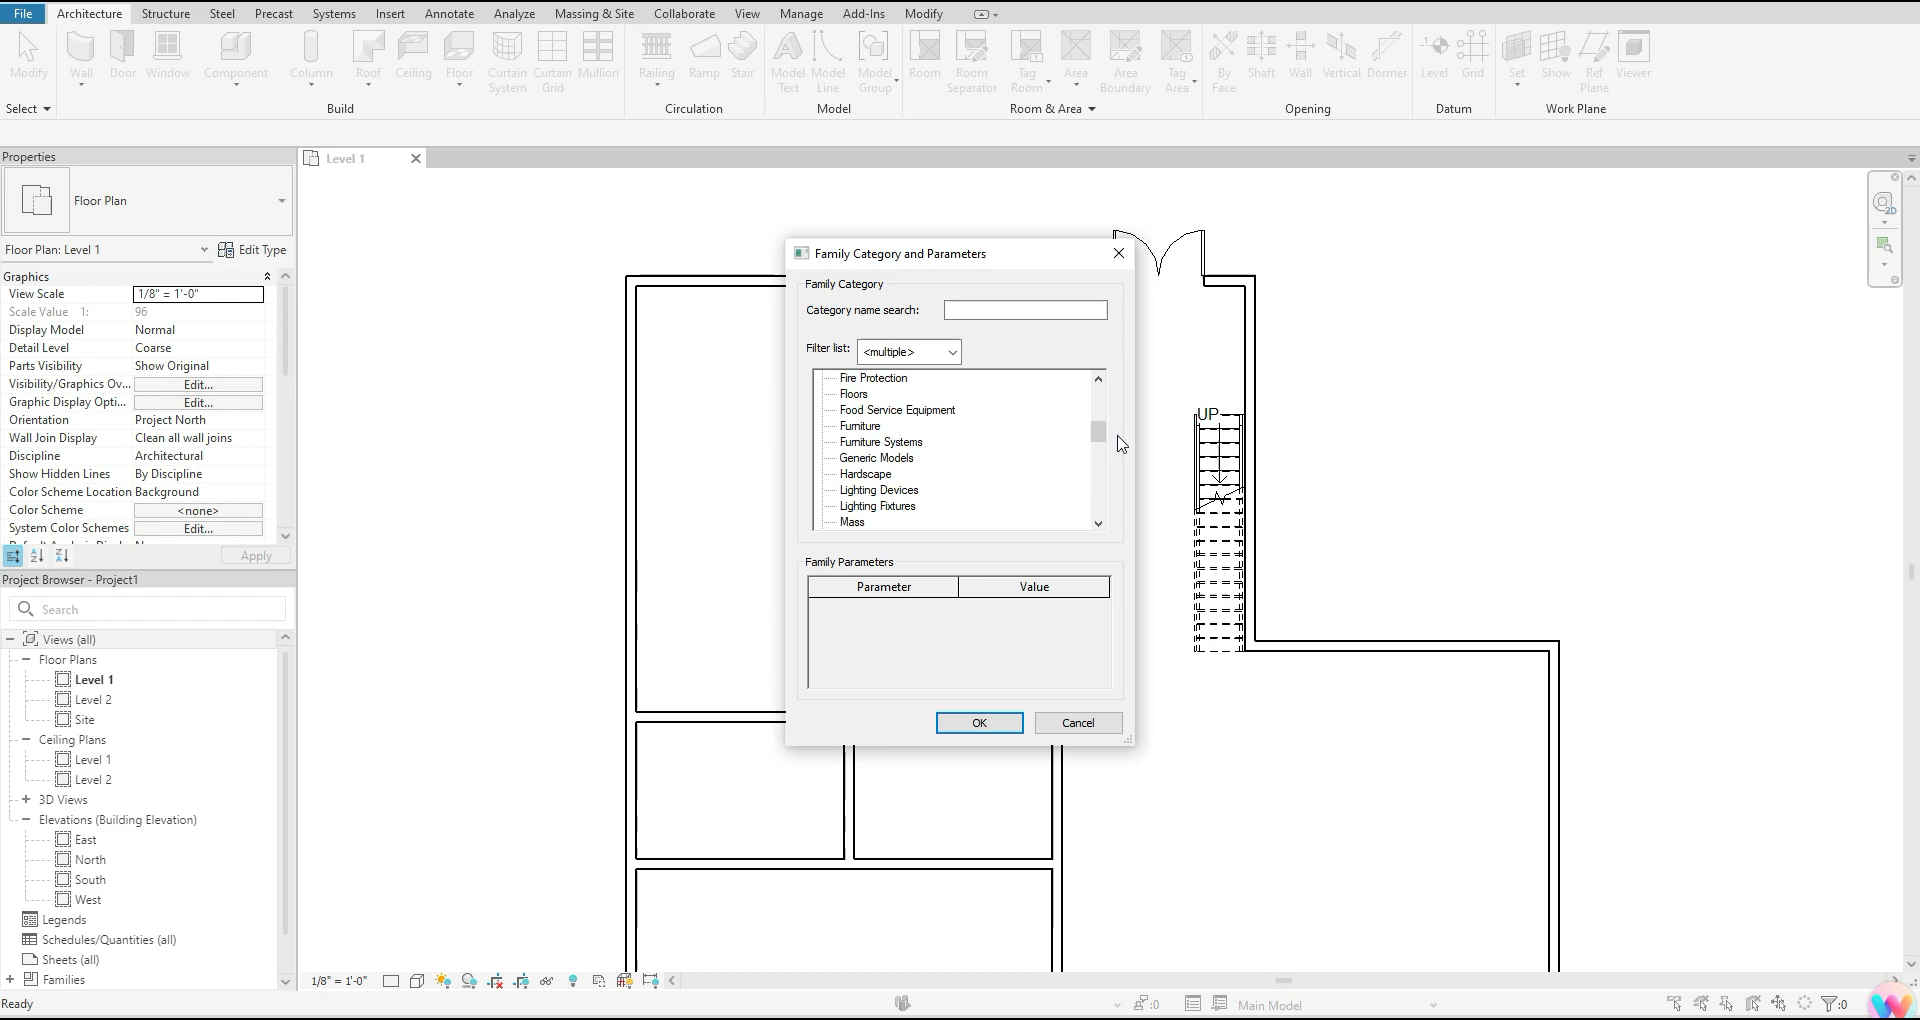 File Architecture Structure Steel Precast Systems Insert Annotate Analyze Massing & Site Collaborate View Manage Add-Ins Modify
Modify Wall Door Window Component Column Roof Ceiling Floor Curtain System Curtain Grid Mullion Railing Ramp Stair Model Text Model Line Model Group Room Room Separator Tag Room Area Area Boundary Tag Area By Face Shaft Wall Vertical Dormer Level Grid Set Show Ref Plane Viewer
Select Build Circulation Model Room & Area Opening Datum Work Plane
Properties
Level 1
Floor Plan
Floor Plan: Level 1 Edit Type
Graphics
View Scale 1/8" = 1'-0"
Scale Value 1: 96
Display Model Normal
Detail Level Coarse
Parts Visibility Show Original
Visibility/Graphics Ov... Edit...
Graphic Display Opti... Edit...
Orientation Project North
Wall Join Display Clean all wall joins
Discipline Architectural
Show Hidden Lines By Discipline
Color Scheme Location Background
Color Scheme <none>
System Color Schemes Edit...
Apply
Project Browser - Project1
Search
Views (all)
Floor Plans
Level 1
Level 2
Site
Ceiling Plans
Level 1
Level 2
3D Views
Elevations (Building Elevation)
East
North
South
West
Legends
Schedules/Quantities (all)
Sheets (all)
Families
Family Category and Parameters
Family Category
Category name search:
Filter list: <multiple>
Fire Protection
Floors
Food Service Equipment
Furniture
Furniture Systems
Generic Models
Hardscape
Lighting Devices
Lighting Fixtures
Mass
Family Parameters
Parameter Value
OK Cancel
UP
2D
1/8" = 1'-0"
Ready
:0 Main Model :0